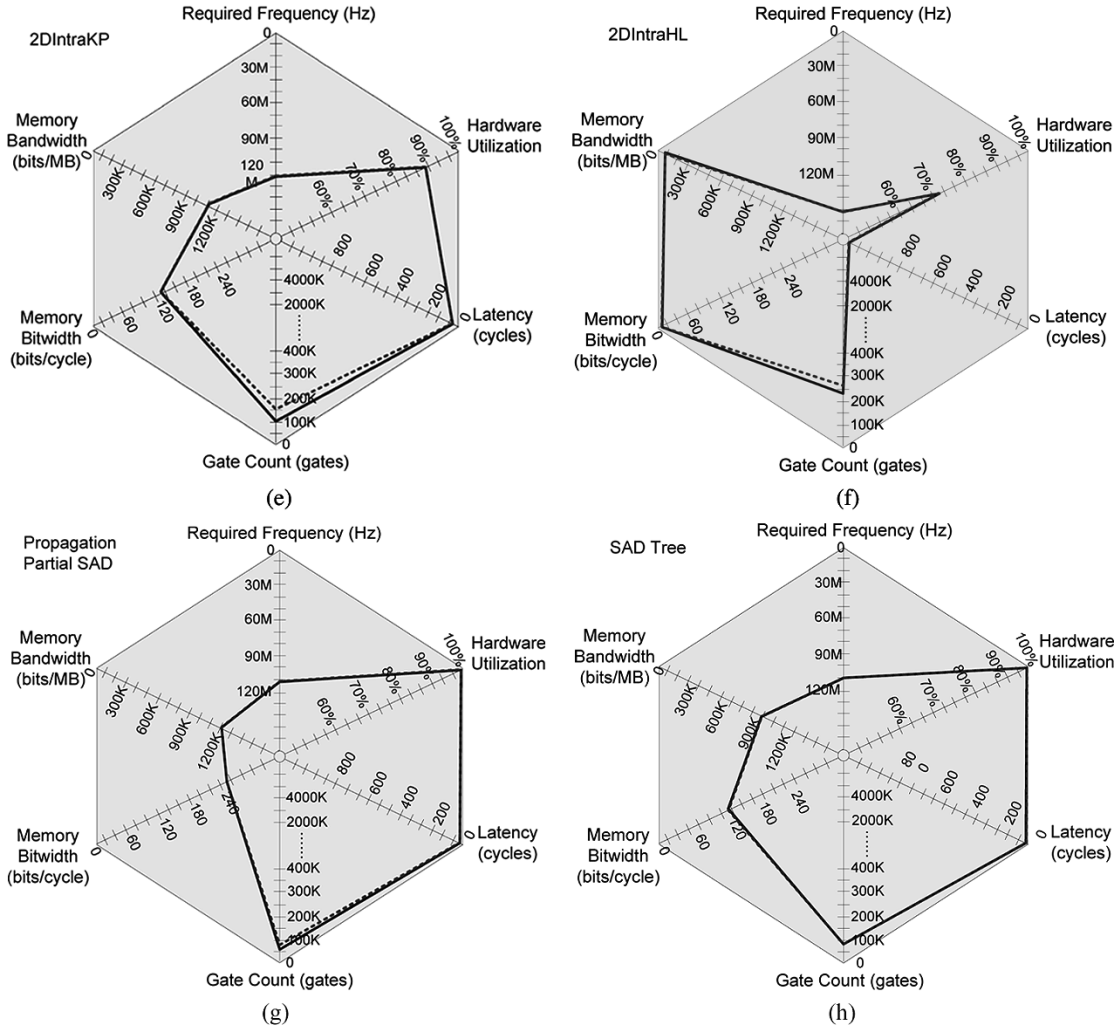 2DIntraKP
Required Frequency (Hz)
0
30M
60M
90M
120
M
Memory
Bandwidth
(bits/MB)
0
300K
600K
900K
1200K
100%
90%
80%
70%
60%
Hardware
Utilization
800
600
400
200
0
Latency
(cycles)
240
180
120
60
0
Memory
Bitwidth
(bits/cycle)
4000K
2000K
400K
300K
200K
100K
0
Gate Count (gates)
(e)
2DIntraHL
Required Frequency (Hz)
0
30M
60M
90M
120M
Memory
Bandwidth
(bits/MB)
0
300K
600K
900K
1200K
100%
90%
80%
70%
60%
Hardware
Utilization
800
600
400
200
0
Latency
(cycles)
240
180
120
60
0
Memory
Bitwidth
(bits/cycle)
4000K
2000K
400K
300K
200K
100K
0
Gate Count (gates)
(f)
Propagation
Partial SAD
Required Frequency (Hz)
0
30M
60M
90M
120M
Memory
Bandwidth
(bits/MB)
0
300K
600K
900K
1200K
100%
90%
80%
70%
60%
Hardware
Utilization
800
600
400
200
0
Latency
(cycles)
240
180
120
60
0
Memory
Bitwidth
(bits/cycle)
4000K
2000K
400K
300K
200K
100K
0
Gate Count (gates)
(g)
SAD Tree
Required Frequency (Hz)
0
30M
60M
90M
120M
Memory
Bandwidth
(bits/MB)
0
300K
600K
900K
1200K
100%
90%
80%
70%
60%
Hardware
Utilization
80
0
600
400
200
0
Latency
(cycles)
240
180
120
60
0
Memory
Bitwidth
(bits/cycle)
4000K
2000K
400K
300K
200K
100K
0
Gate Count (gates)
(h)